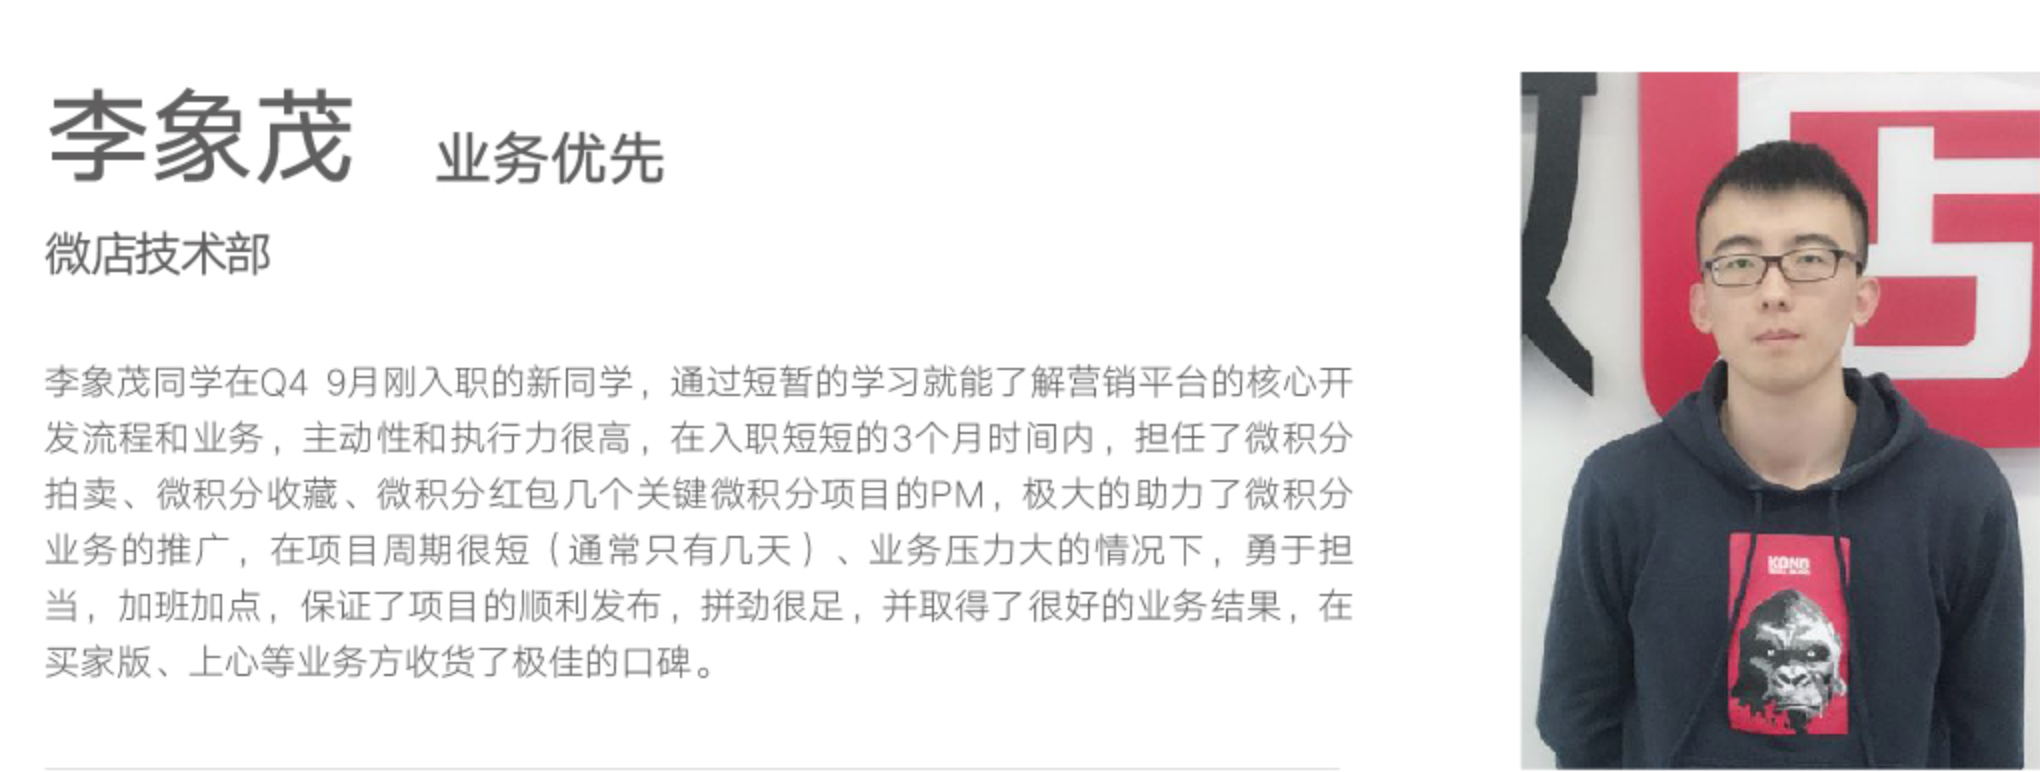 李象茂 业务优先
微店技术部
李象茂同学在Q4 9月刚入职的新同学，通过短暂的学习就能了解营销平台的核心开
发流程和业务，主动性和执行力很高，在入职短短的3个月时间内，担任了微积分
拍卖、微积分收藏、微积分红包几个关键微积分项目的PM，极大的助力了微积分
业务的推广，在项目周期很短（通常只有几天）、业务压力大的情况下，勇于担
当，加班加点，保证了项目的顺利发布，拼劲很足，并取得了很好的业务结果，在
买家版、上心等业务方收货了极佳的口碑。
店
KONG